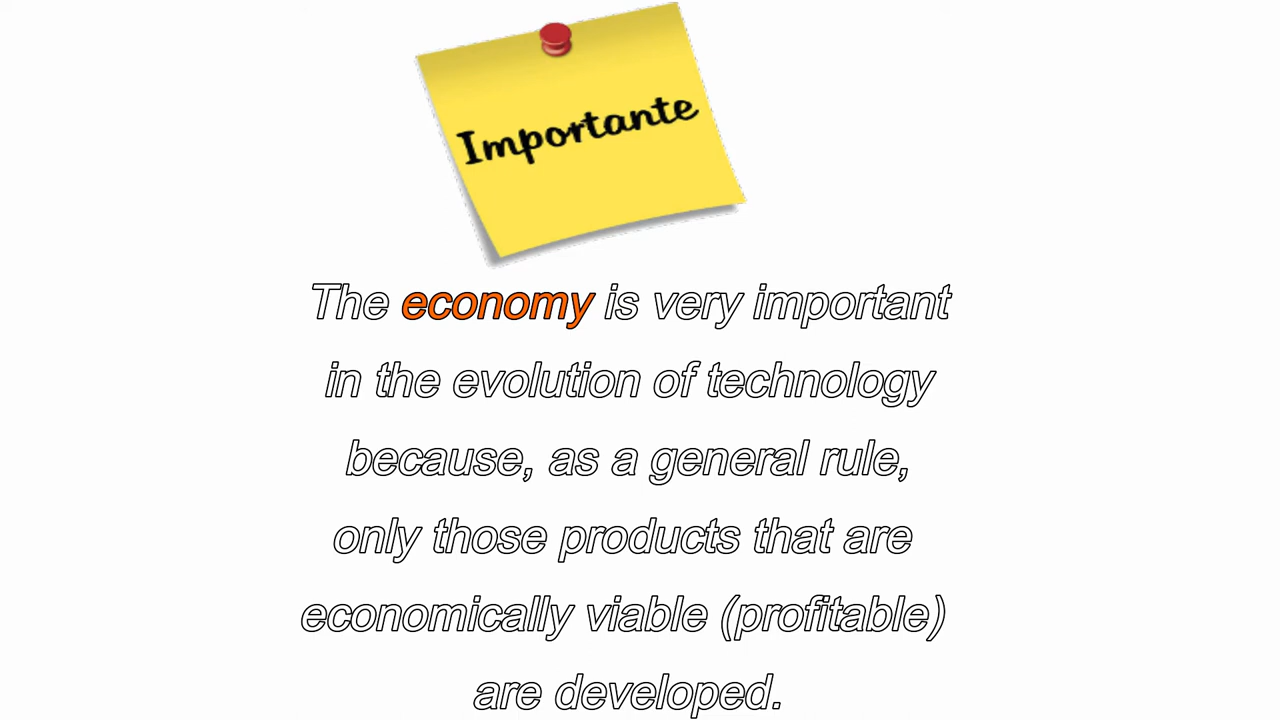 Importante
The economy is very important
in the evolution of technology
because, as a general rule,
only those products that are
economically viable (profitable)
are developed.